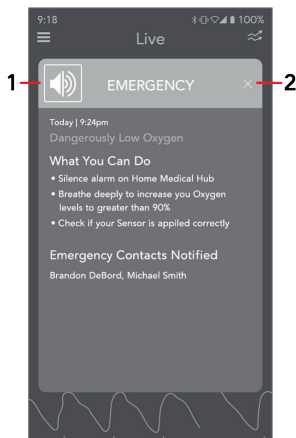 9:18 100%
Live
1 EMERGENCY × 2
Today | 9:24pm
Dangerously Low Oxygen
What You Can Do
• Silence alarm on Home Medical Hub
• Breathe deeply to increase you Oxygen
levels to greater than 90%
• Check if your Sensor is appiled correctly
Emergency Contacts Notified
Brandon DeBord, Michael Smith